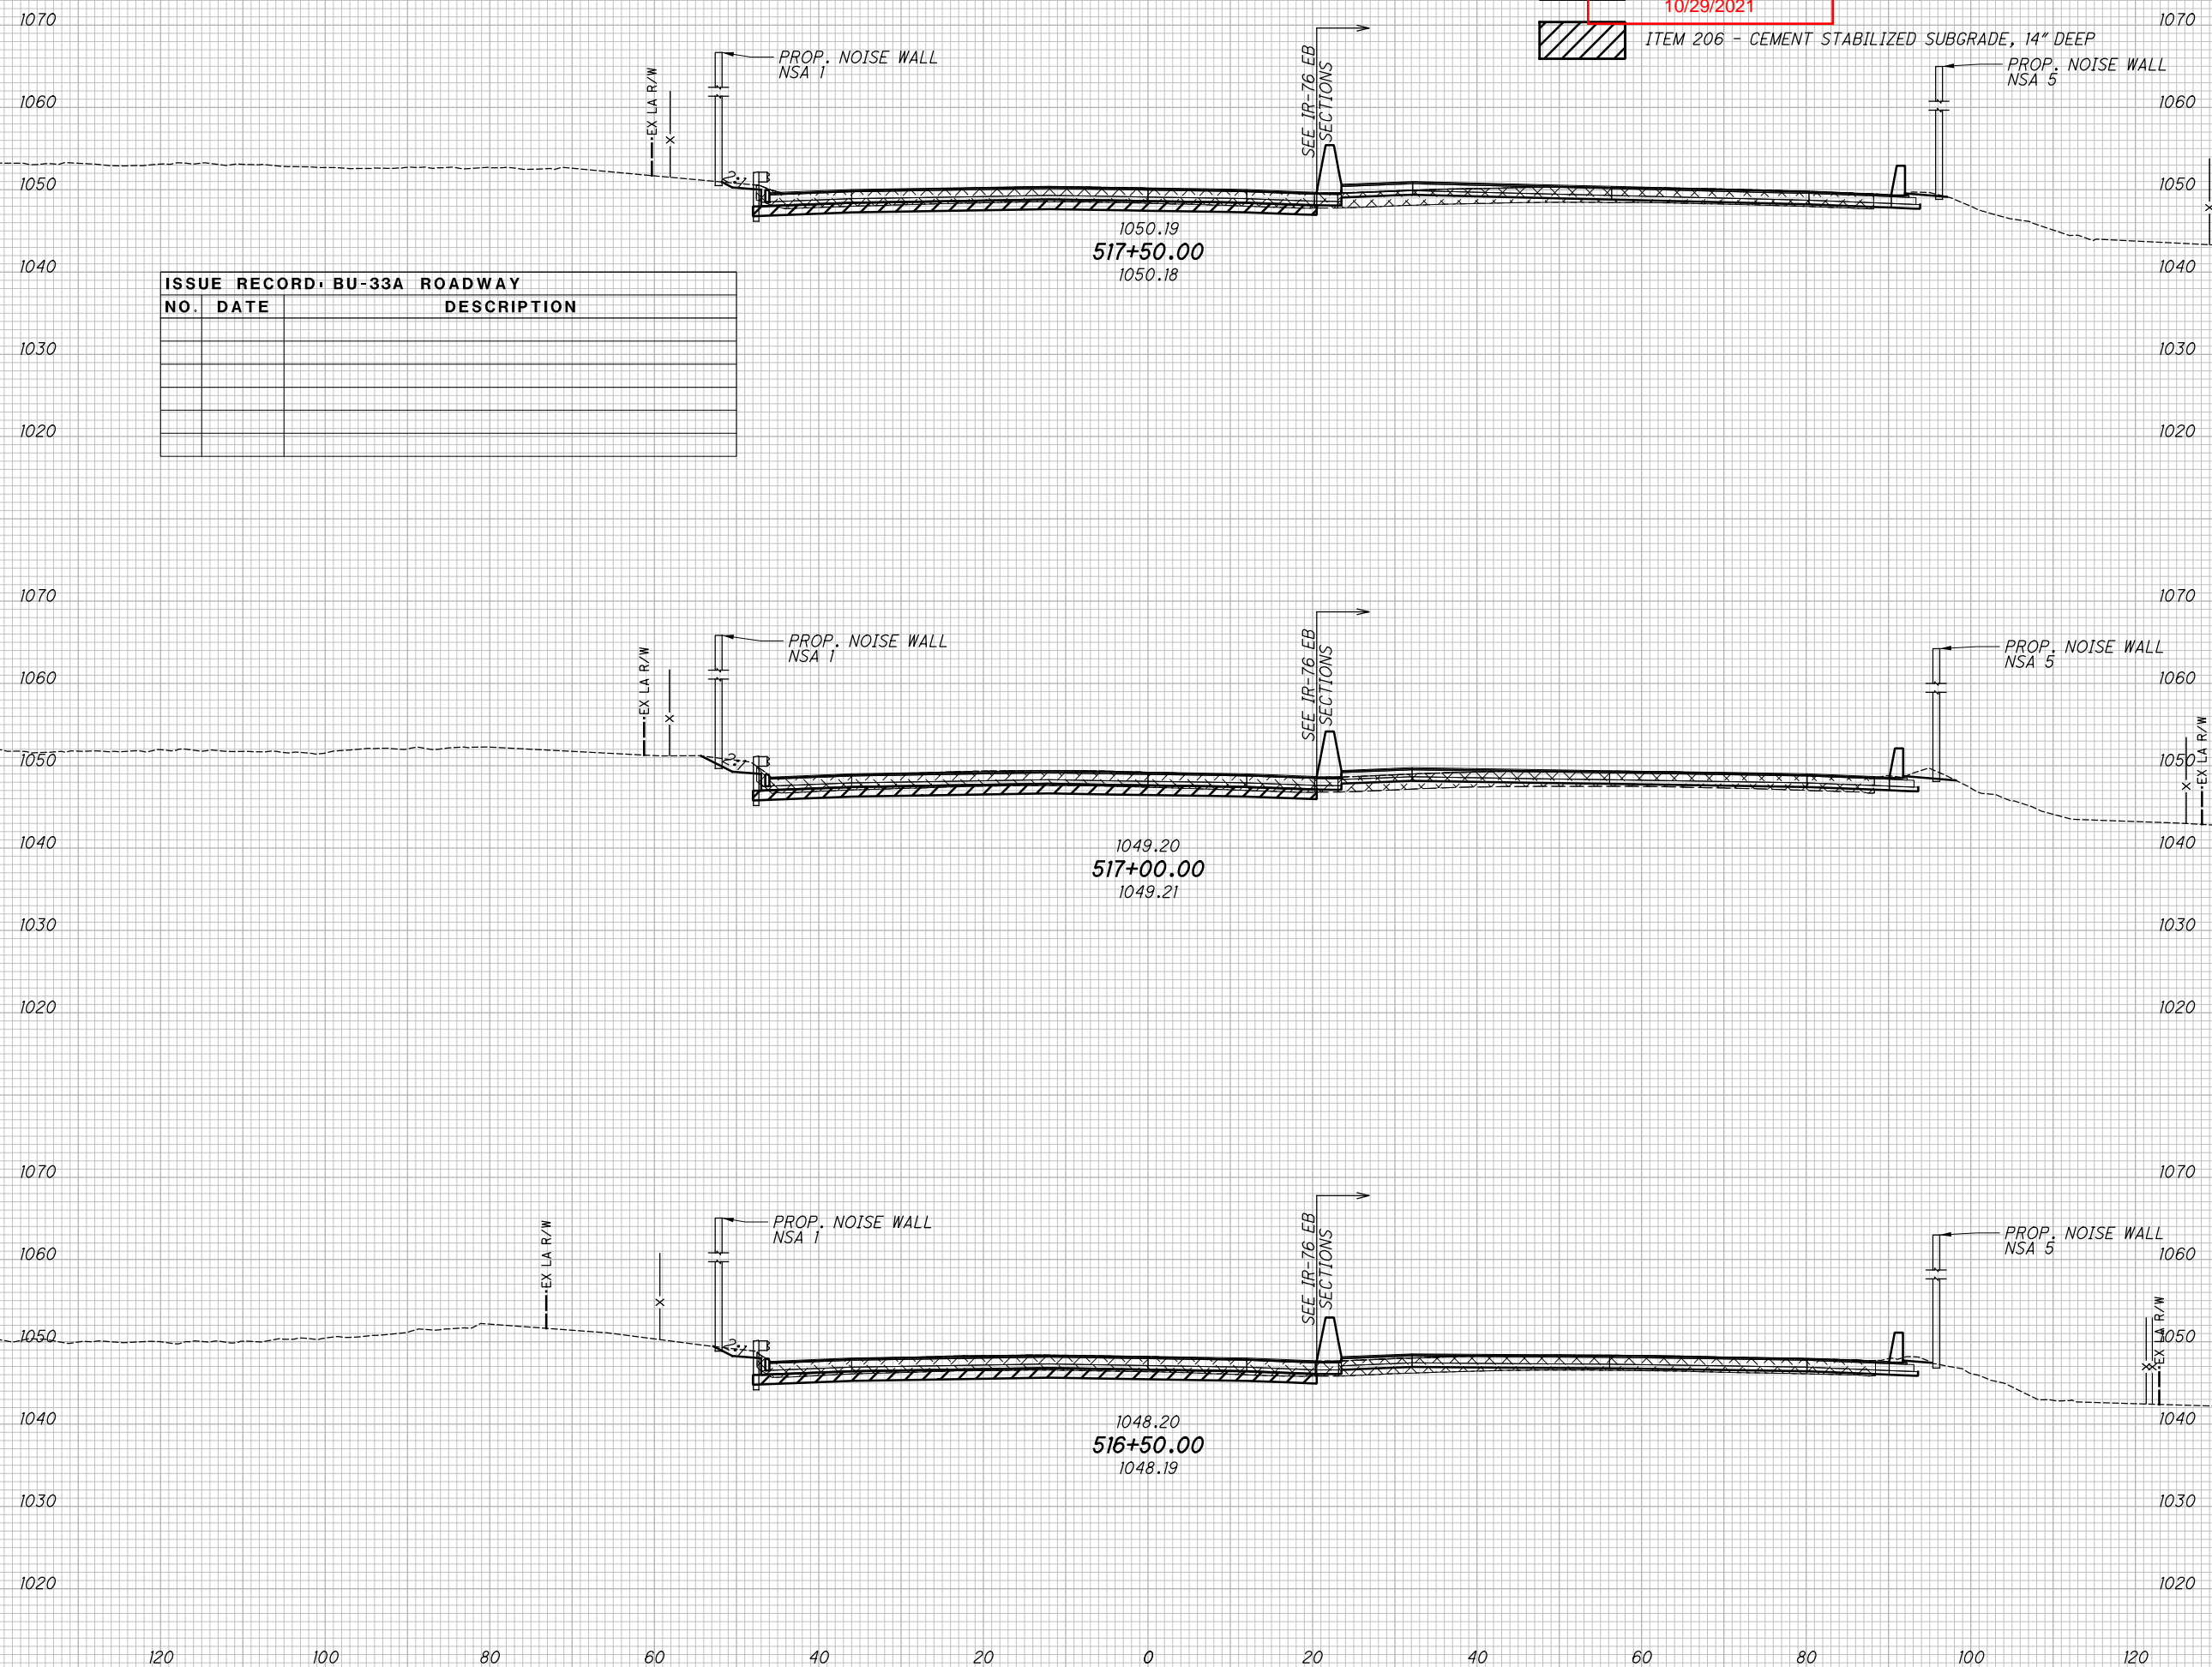 10/29/2021
ITEM 206 - CEMENT STABILIZED SUBGRADE, 14" DEEP
1070
1070
PROP. NOISE WALL
NSA 1
EX LA R/W
X
SEE IR-76 EB
SECTIONS
PROP. NOISE WALL
NSA 5
1060
1060
X
2:1
1050
1050
1050.19
517+50.00
1050.18
1040
1040
ISSUE RECORD: BU-33A ROADWAY
NO. DATE DESCRIPTION
1030
1030
1020
1020
1070
1070
PROP. NOISE WALL
NSA 1
EX LA R/W
X
SEE IR-76 EB
SECTIONS
PROP. NOISE WALL
NSA 5
1060
1060
2:1
1050
1050
X
EX LA R/W
1049.20
517+00.00
1049.21
1040
1040
1030
1030
1020
1020
1070
1070
PROP. NOISE WALL
NSA 1
EX LA R/W
X
SEE IR-76 EB
SECTIONS
PROP. NOISE WALL
NSA 5
1060
1060
2:1
1050
1050
X X
EX LA R/W
1048.20
516+50.00
1048.19
1040
1040
1030
1030
1020
1020
120 100 80 60 40 20 0 20 40 60 80 100 120